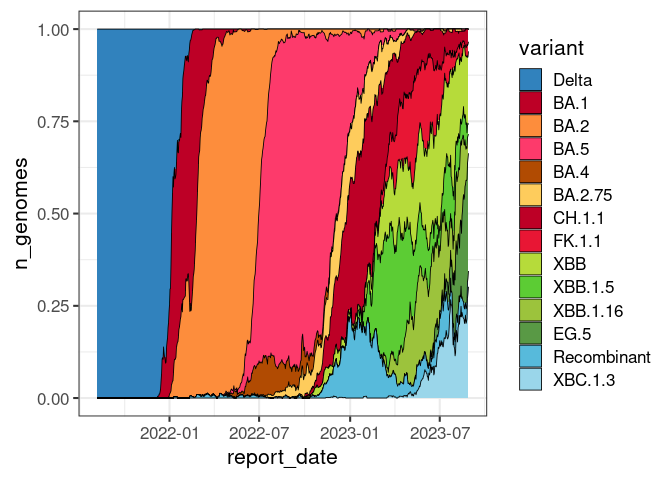 n_genomes
1.00
0.75
0.50
0.25
0.00
2022-01
2022-07
2023-01
2023-07
report_date
variant
Delta
BA.1
BA.2
BA.5
BA.4
BA.2.75
CH.1.1
FK.1.1
XBB
XBB.1.5
XBB.1.16
EG.5
Recombinant
XBC.1.3